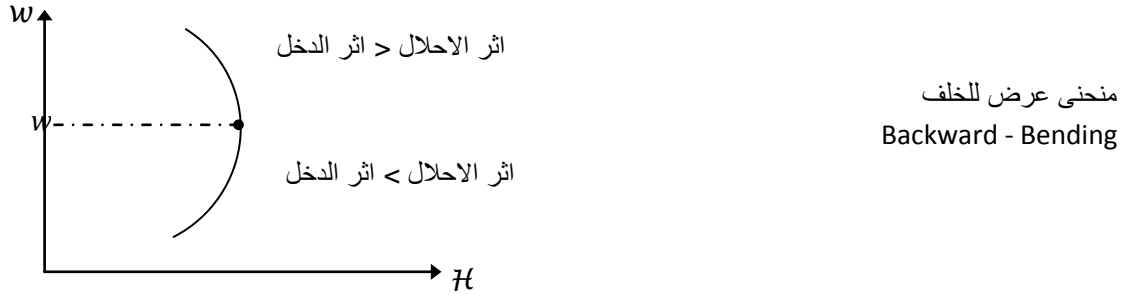 w
اثر الاحلال < اثر الدخل
منحنى عرض للخلف
Backward - Bending
w
اثر الاحلال > اثر الدخل
H